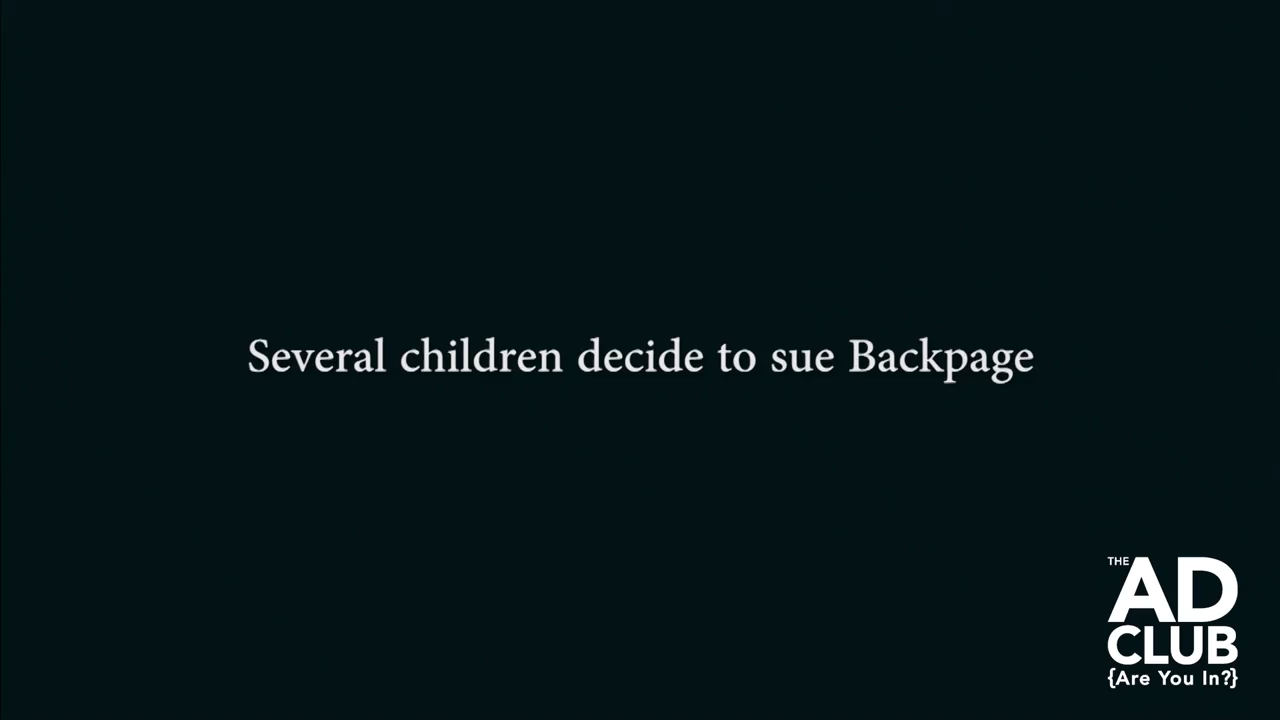 Several children decide to sue Backpage
THE
AD
CLUB
{Are You In?}